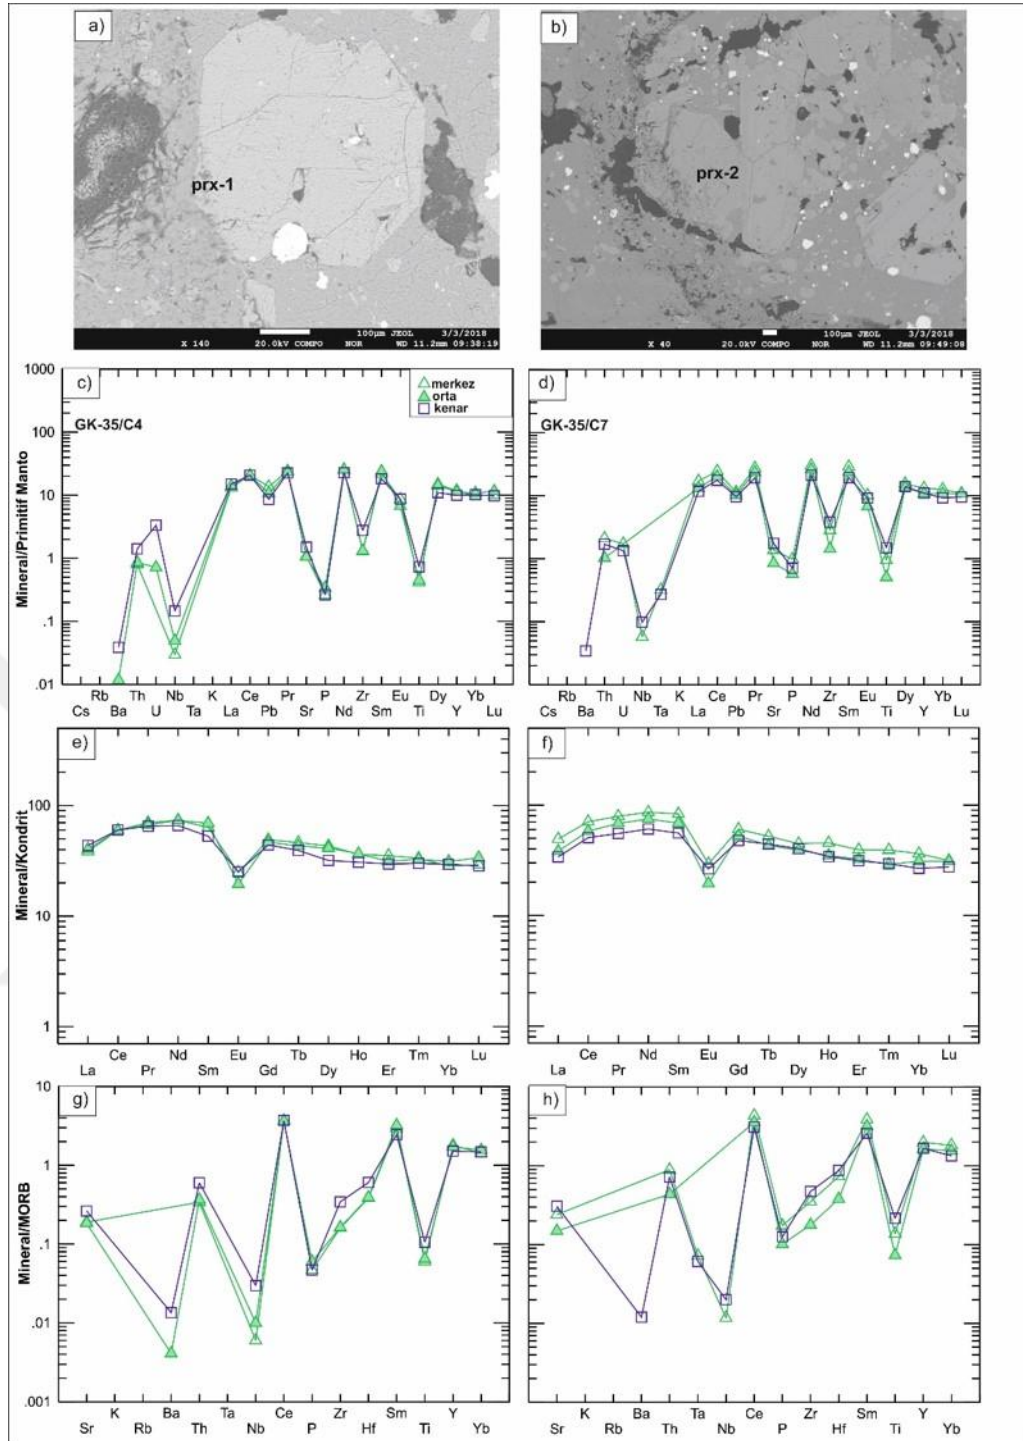 a)
prx-1
100µm JEOL 3/3/2018
X 140 20.0kV COMPO NOR WD 11.2mm 09:38:19
b)
prx-2
100µm JEOL 3/3/2018
X 40 20.0kV COMPO NOR WD 11.2mm 09:49:08
Mineral/Primitif Manto
1000
100
10
1
.1
.01
c)
GK-35/C4
merkez
orta
kenar
Rb Th Nb K Ce Pr P Zr Eu Dy Yb
Cs Ba U Ta La Pb Sr Nd Sm Ti Y Lu
d)
GK-35/C7
Rb Th Nb K Ce Pr P Zr Eu Dy Yb
Cs Ba U Ta La Pb Sr Nd Sm Ti Y Lu
Mineral/Kondrit
100
10
1
e)
Ce Nd Eu Tb Ho Tm Lu
La Pr Sm Gd Dy Er Yb
f)
Ce Nd Eu Tb Ho Tm Lu
La Pr Sm Gd Dy Er Yb
Mineral/MORB
10
1
.1
.01
.001
g)
K Ba Ta Ce Zr Sm Y
Sr Rb Th Nb P Hf Ti Yb
h)
K Ba Ta Ce Zr Sm Y
Sr Rb Th Nb P Hf Ti Yb